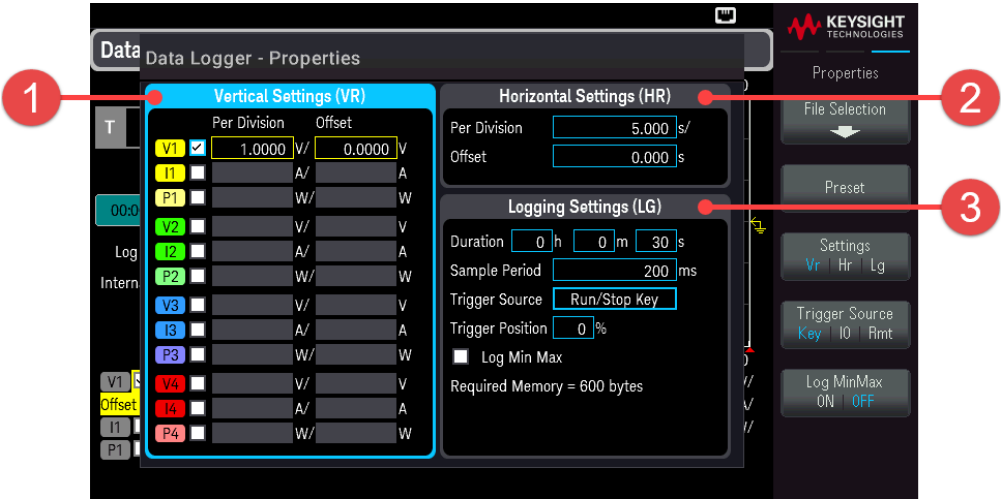 KEYSIGHT
TECHNOLOGIES
Data
Data Logger - Properties
Properties
1
Vertical Settings (VR)
Per Division Offset
V1 1.0000 V/ 0.0000 V
I1 A/ A
P1 W/ W
V2 V/ V
I2 A/ A
P2 W/ W
V3 V/ V
I3 A/ A
P3 W/ W
V4 V/ V
I4 A/ A
P4 W/ W
2
Horizontal Settings (HR)
Per Division 5.000 s/
Offset 0.000 s
3
Logging Settings (LG)
Duration 0 h 0 m 30 s
Sample Period 200 ms
Trigger Source Run/Stop Key
Trigger Position 0 %
Log Min Max
Required Memory = 600 bytes
File Selection
Preset
Settings
Vr Hr Lg
Trigger Source
Key IO Rmt
Log MinMax
ON OFF
T
00:0
Log
Intern
V1
Offset
I1
P1